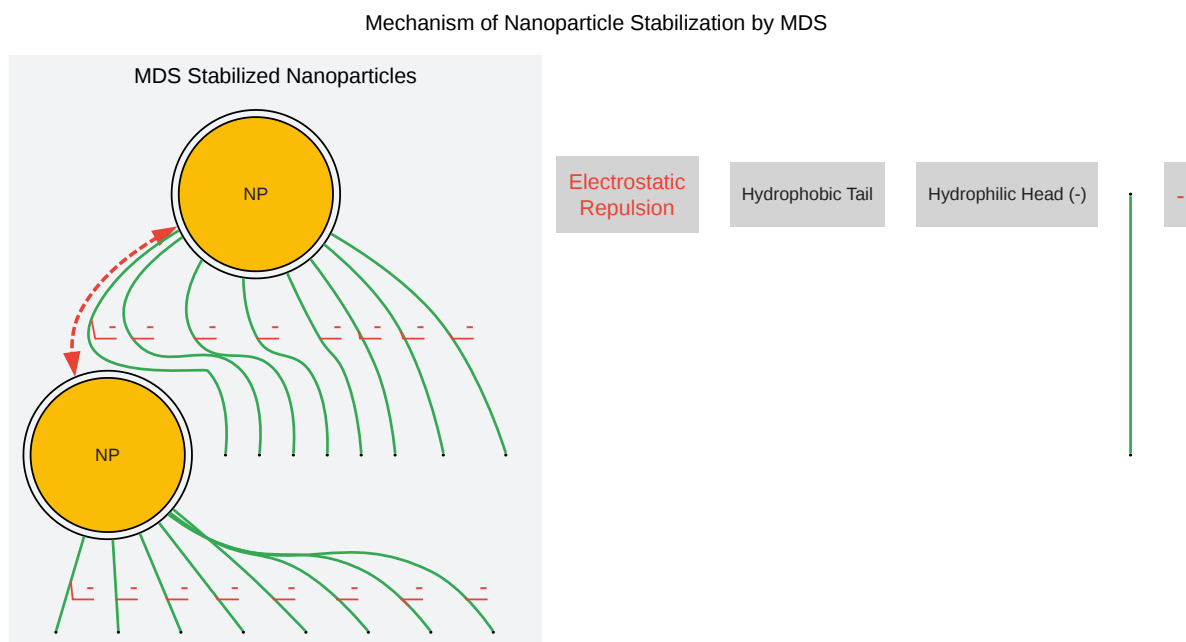 Mechanism of Nanoparticle Stabilization by MDS
MDS Stabilized Nanoparticles
NP
Electrostatic
Repulsion
Hydrophobic Tail
Hydrophilic Head (-)
-
- - - - - - - -
NP
- - - - - - - -